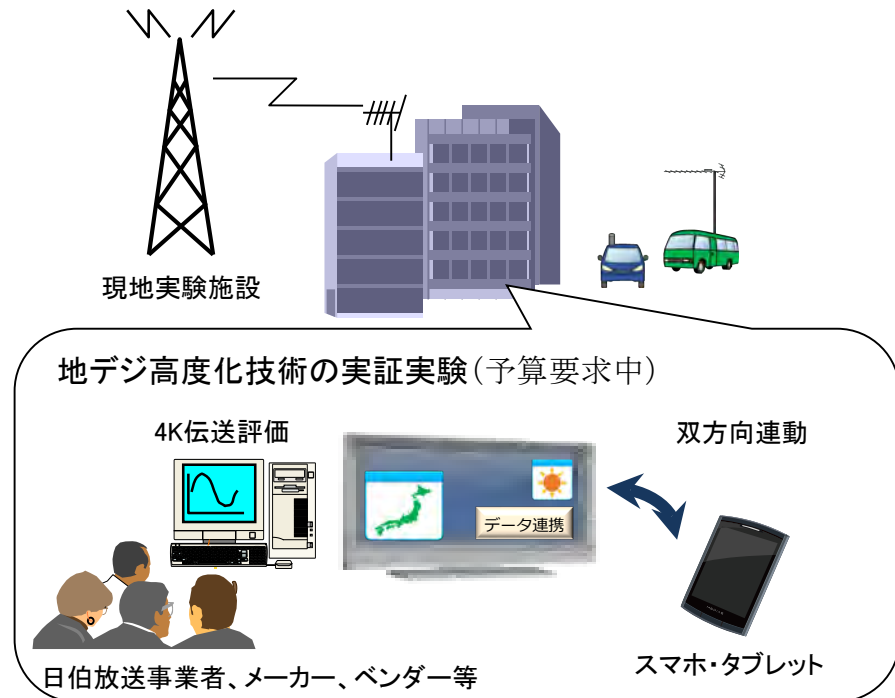 現地実験施設
地デジ高度化技術の実証実験(予算要求中)
4K伝送評価
双方向連動
データ連携
スマホ・タブレット
日伯放送事業者、メーカー、ベンダー等